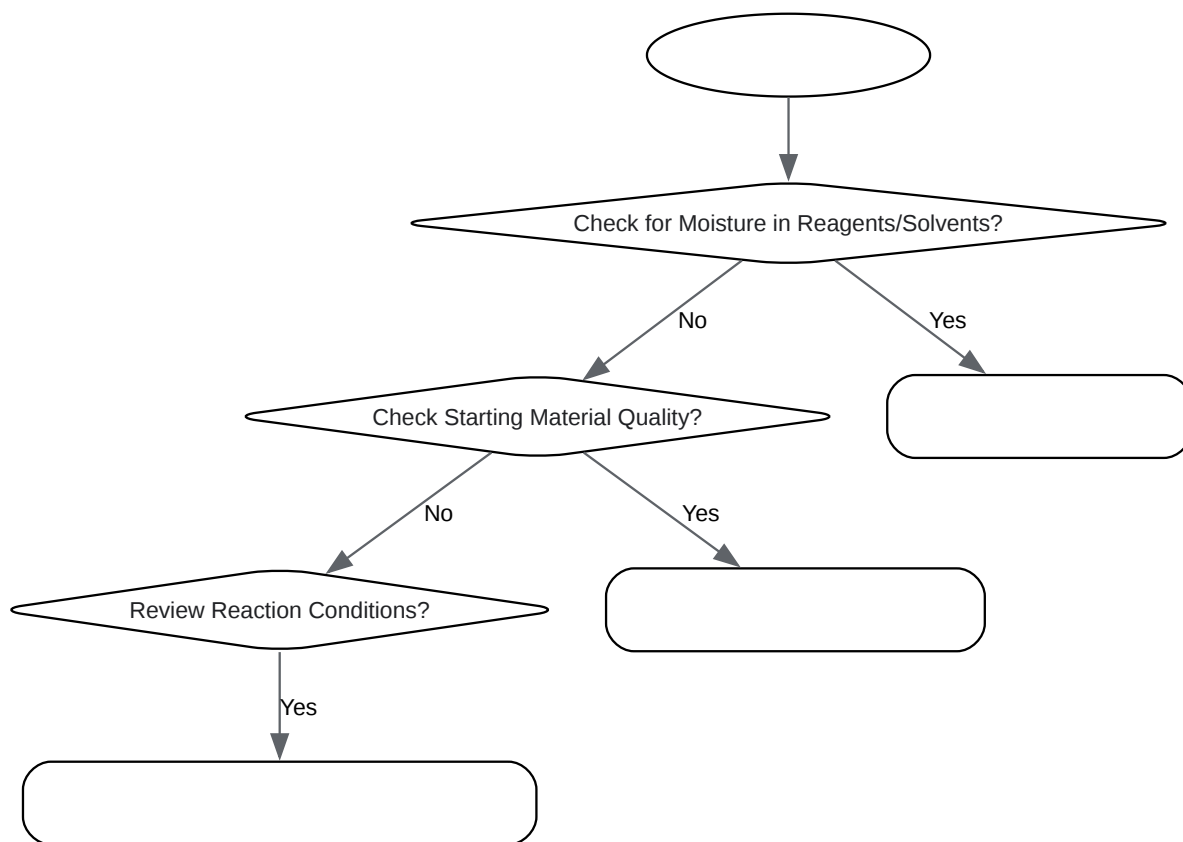 Check for Moisture in Reagents/Solvents?
No
Yes
Check Starting Material Quality?
No
Yes
Review Reaction Conditions?
Yes